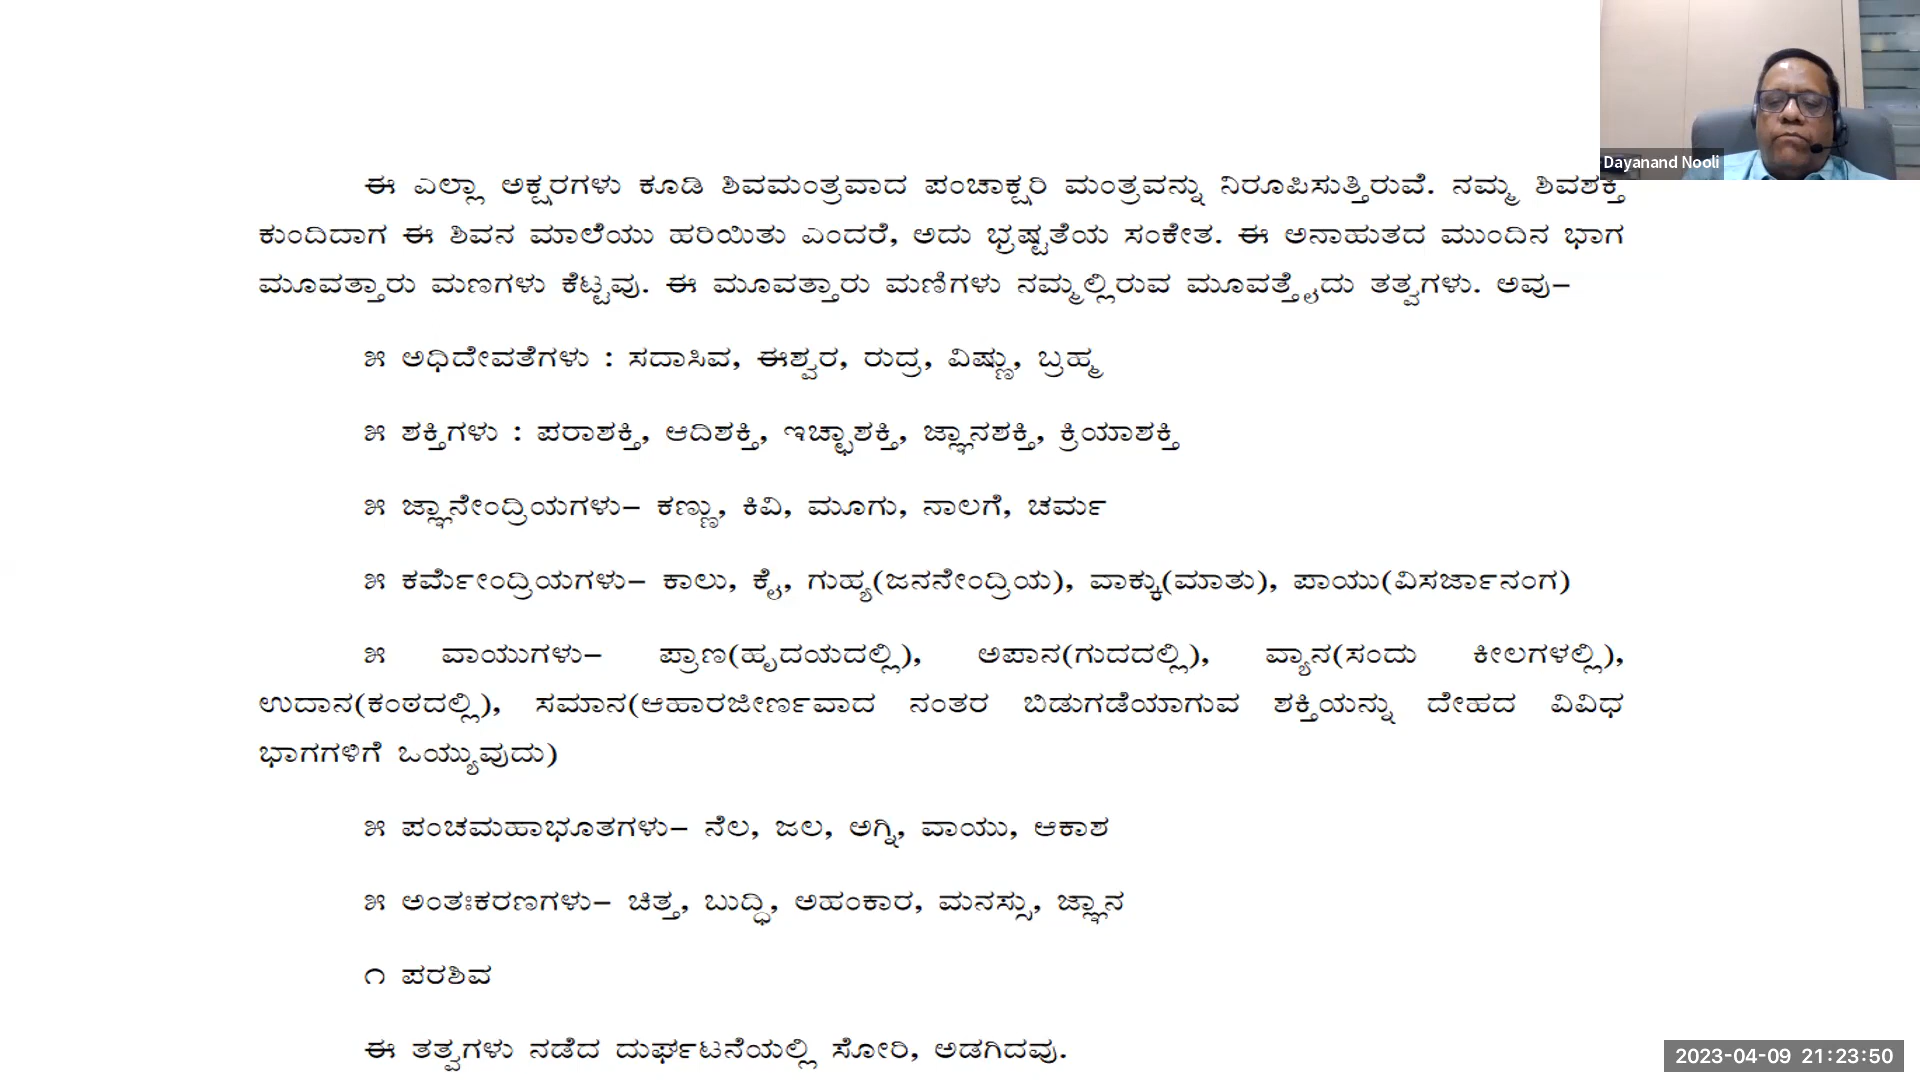 Dayanand Nooli
ಈ ಎಲ್ಲಾ ಅಕ್ಷರಗಳು ಕೂಡಿ ಶಿವಮಂತ್ರವಾದ ಪಂಚಾಕ್ಷರಿ ಮಂತ್ರವನ್ನು ನಿರೂಪಿಸುತ್ತಿರುವೆ. ನಮ್ಮ ಶಿವಶಕ್ತಿ
ಕುಂದಿದಾಗ ಈ ಶಿವನ ಮಾಲೆಯು ಹರಿಯಿತು ಎಂದರೆ, ಅದು ಭ್ರಷ್ಟತೆಯ ಸಂಕೇತ. ಈ ಅನಾಹುತದ ಮುಂದಿನ ಭಾಗ
ಮೂವತ್ತಾರು ಮಣಗಳು ಕೆಟ್ಟವು. ಈ ಮೂವತ್ತಾರು ಮಣಿಗಳು ನಮ್ಮಲ್ಲಿರುವ ಮೂವತ್ತೈದು ತತ್ವಗಳು. ಅವು–
೫ ಅಧಿದೇವತೆಗಳು : ಸದಾಸಿವ, ಈಶ್ವರ, ರುದ್ರ, ವಿಷ್ಣು, ಬ್ರಹ್ಮ
೫ ಶಕ್ತಿಗಳು : ಪರಾಶಕ್ತಿ, ಆದಿಶಕ್ತಿ, ಇಚ್ಛಾಶಕ್ತಿ, ಜ್ಞಾನಶಕ್ತಿ, ಕ್ರಿಯಾಶಕ್ತಿ
೫ ಜ್ಞಾನೇಂದ್ರಿಯಗಳು– ಕಣ್ಣು, ಕಿವಿ, ಮೂಗು, ನಾಲಗೆ, ಚರ್ಮ
೫ ಕರ್ಮೇಂದ್ರಿಯಗಳು– ಕಾಲು, ಕೈ, ಗುಹ್ಯ(ಜನನೇಂದ್ರಿಯ), ವಾಕ್ಕು(ಮಾತು), ಪಾಯು(ವಿಸರ್ಜಾನಂಗ)
೫ ವಾಯುಗಳು– ಪ್ರಾಣ(ಹೃದಯದಲ್ಲಿ), ಅಪಾನ(ಗುದದಲ್ಲಿ), ವ್ಯಾನ(ಸಂದು ಕೀಲಗಳಲ್ಲಿ),
ಉದಾನ(ಕಂಠದಲ್ಲಿ), ಸಮಾನ(ಆಹಾರಜೀರ್ಣವಾದ ನಂತರ ಬಿಡುಗಡೆಯಾಗುವ ಶಕ್ತಿಯನ್ನು ದೇಹದ ವಿವಿಧ
ಭಾಗಗಳಿಗೆ ಒಯ್ಯುವುದು)
೫ ಪಂಚಮಹಾಭೂತಗಳು– ನೆಲ, ಜಲ, ಅಗ್ನಿ, ವಾಯು, ಆಕಾಶ
೫ ಅಂತಃಕರಣಗಳು– ಚಿತ್ತ, ಬುದ್ಧಿ, ಅಹಂಕಾರ, ಮನಸ್ಸು, ಜ್ಞಾನ
೧ ಪರಶಿವ
ಈ ತತ್ವಗಳು ನಡೆದ ದುರ್ಘಟನೆಯಲ್ಲಿ ಸೋರಿ, ಅಡಗಿದವು.
2023-04-09 21:23:50